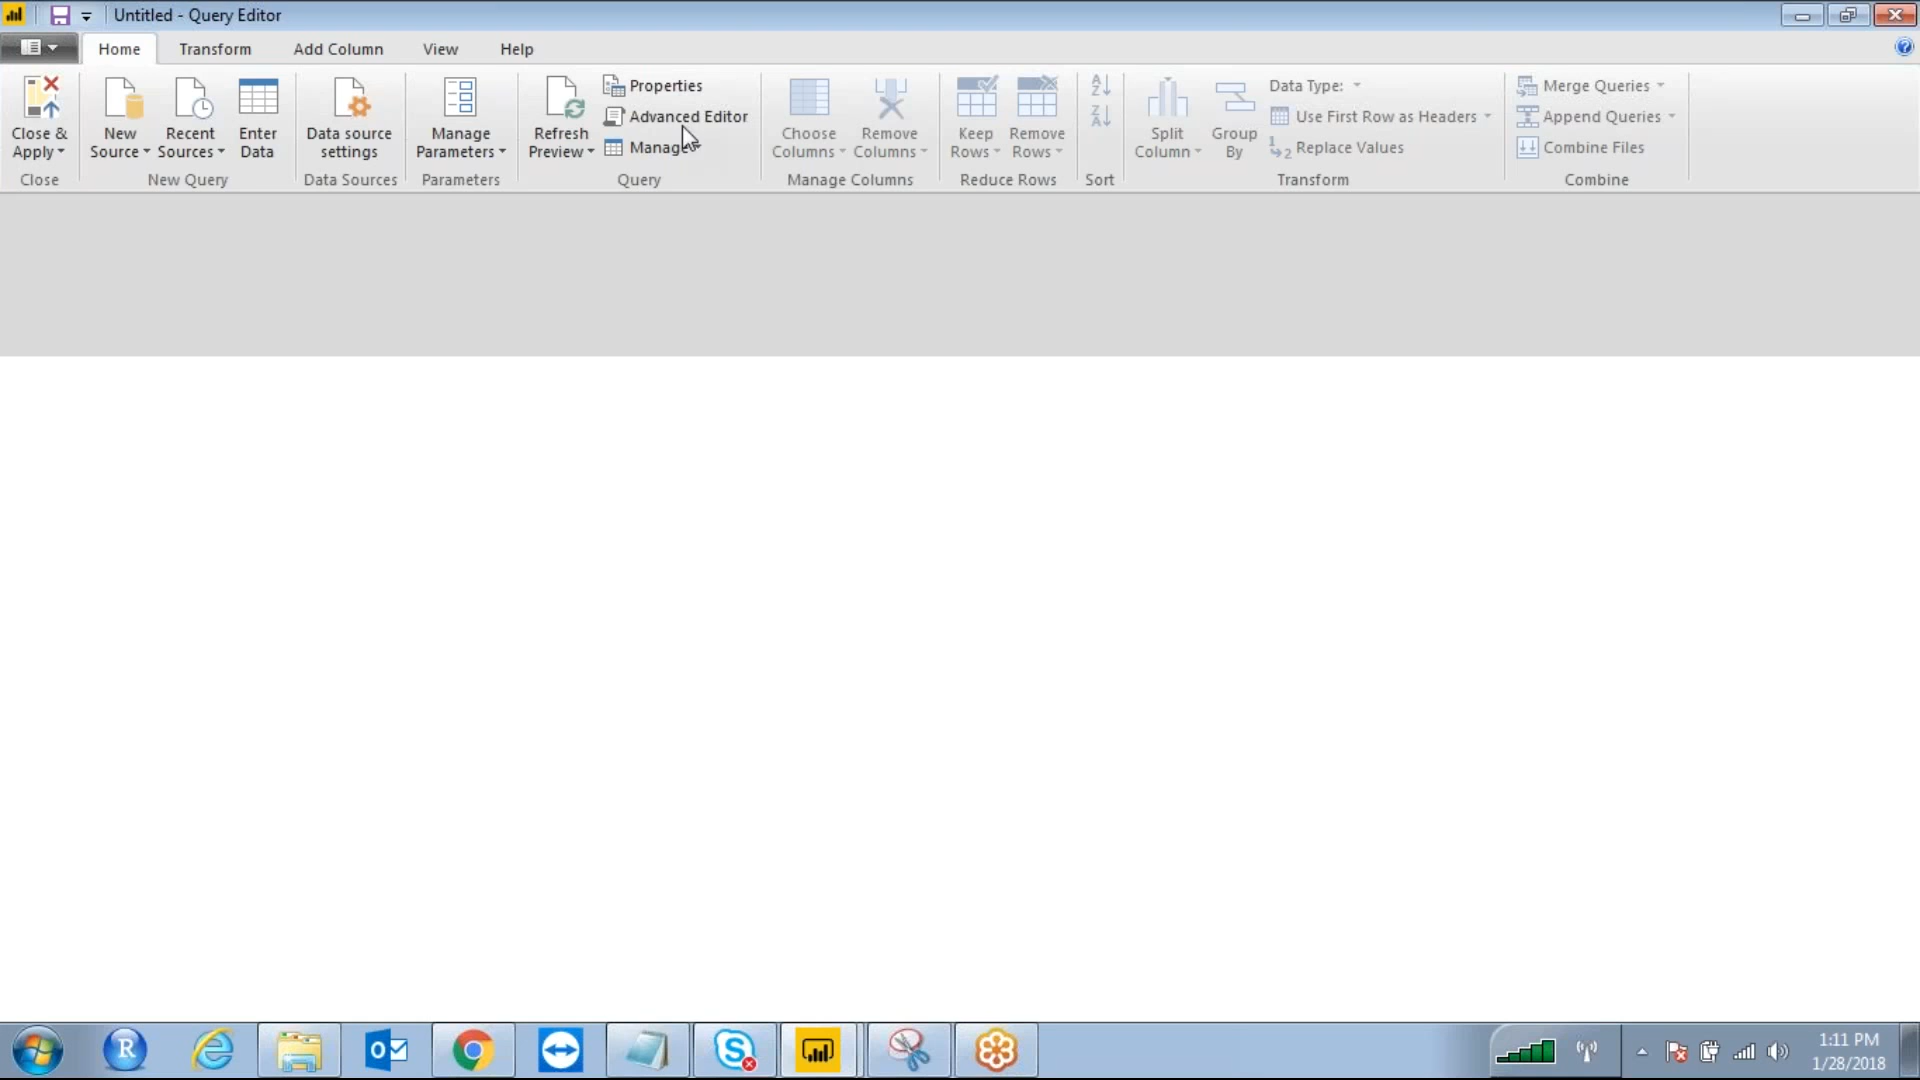 Untitled - Query Editor
Home Transform Add Column View Help
Close & Apply
New Source
Recent Sources
Enter Data
Data source settings
Manage Parameters
Refresh Preview
Properties
Advanced Editor
Manage
Choose Columns
Remove Columns
Keep Rows
Remove Rows
A Z
Z A
Split Column
Group By
Data Type:
Use First Row as Headers
1 2 Replace Values
Merge Queries
Append Queries
Combine Files
Close New Query Data Sources Parameters Query Manage Columns Reduce Rows Sort Transform Combine
R
O
S
1:11 PM
1/28/2018